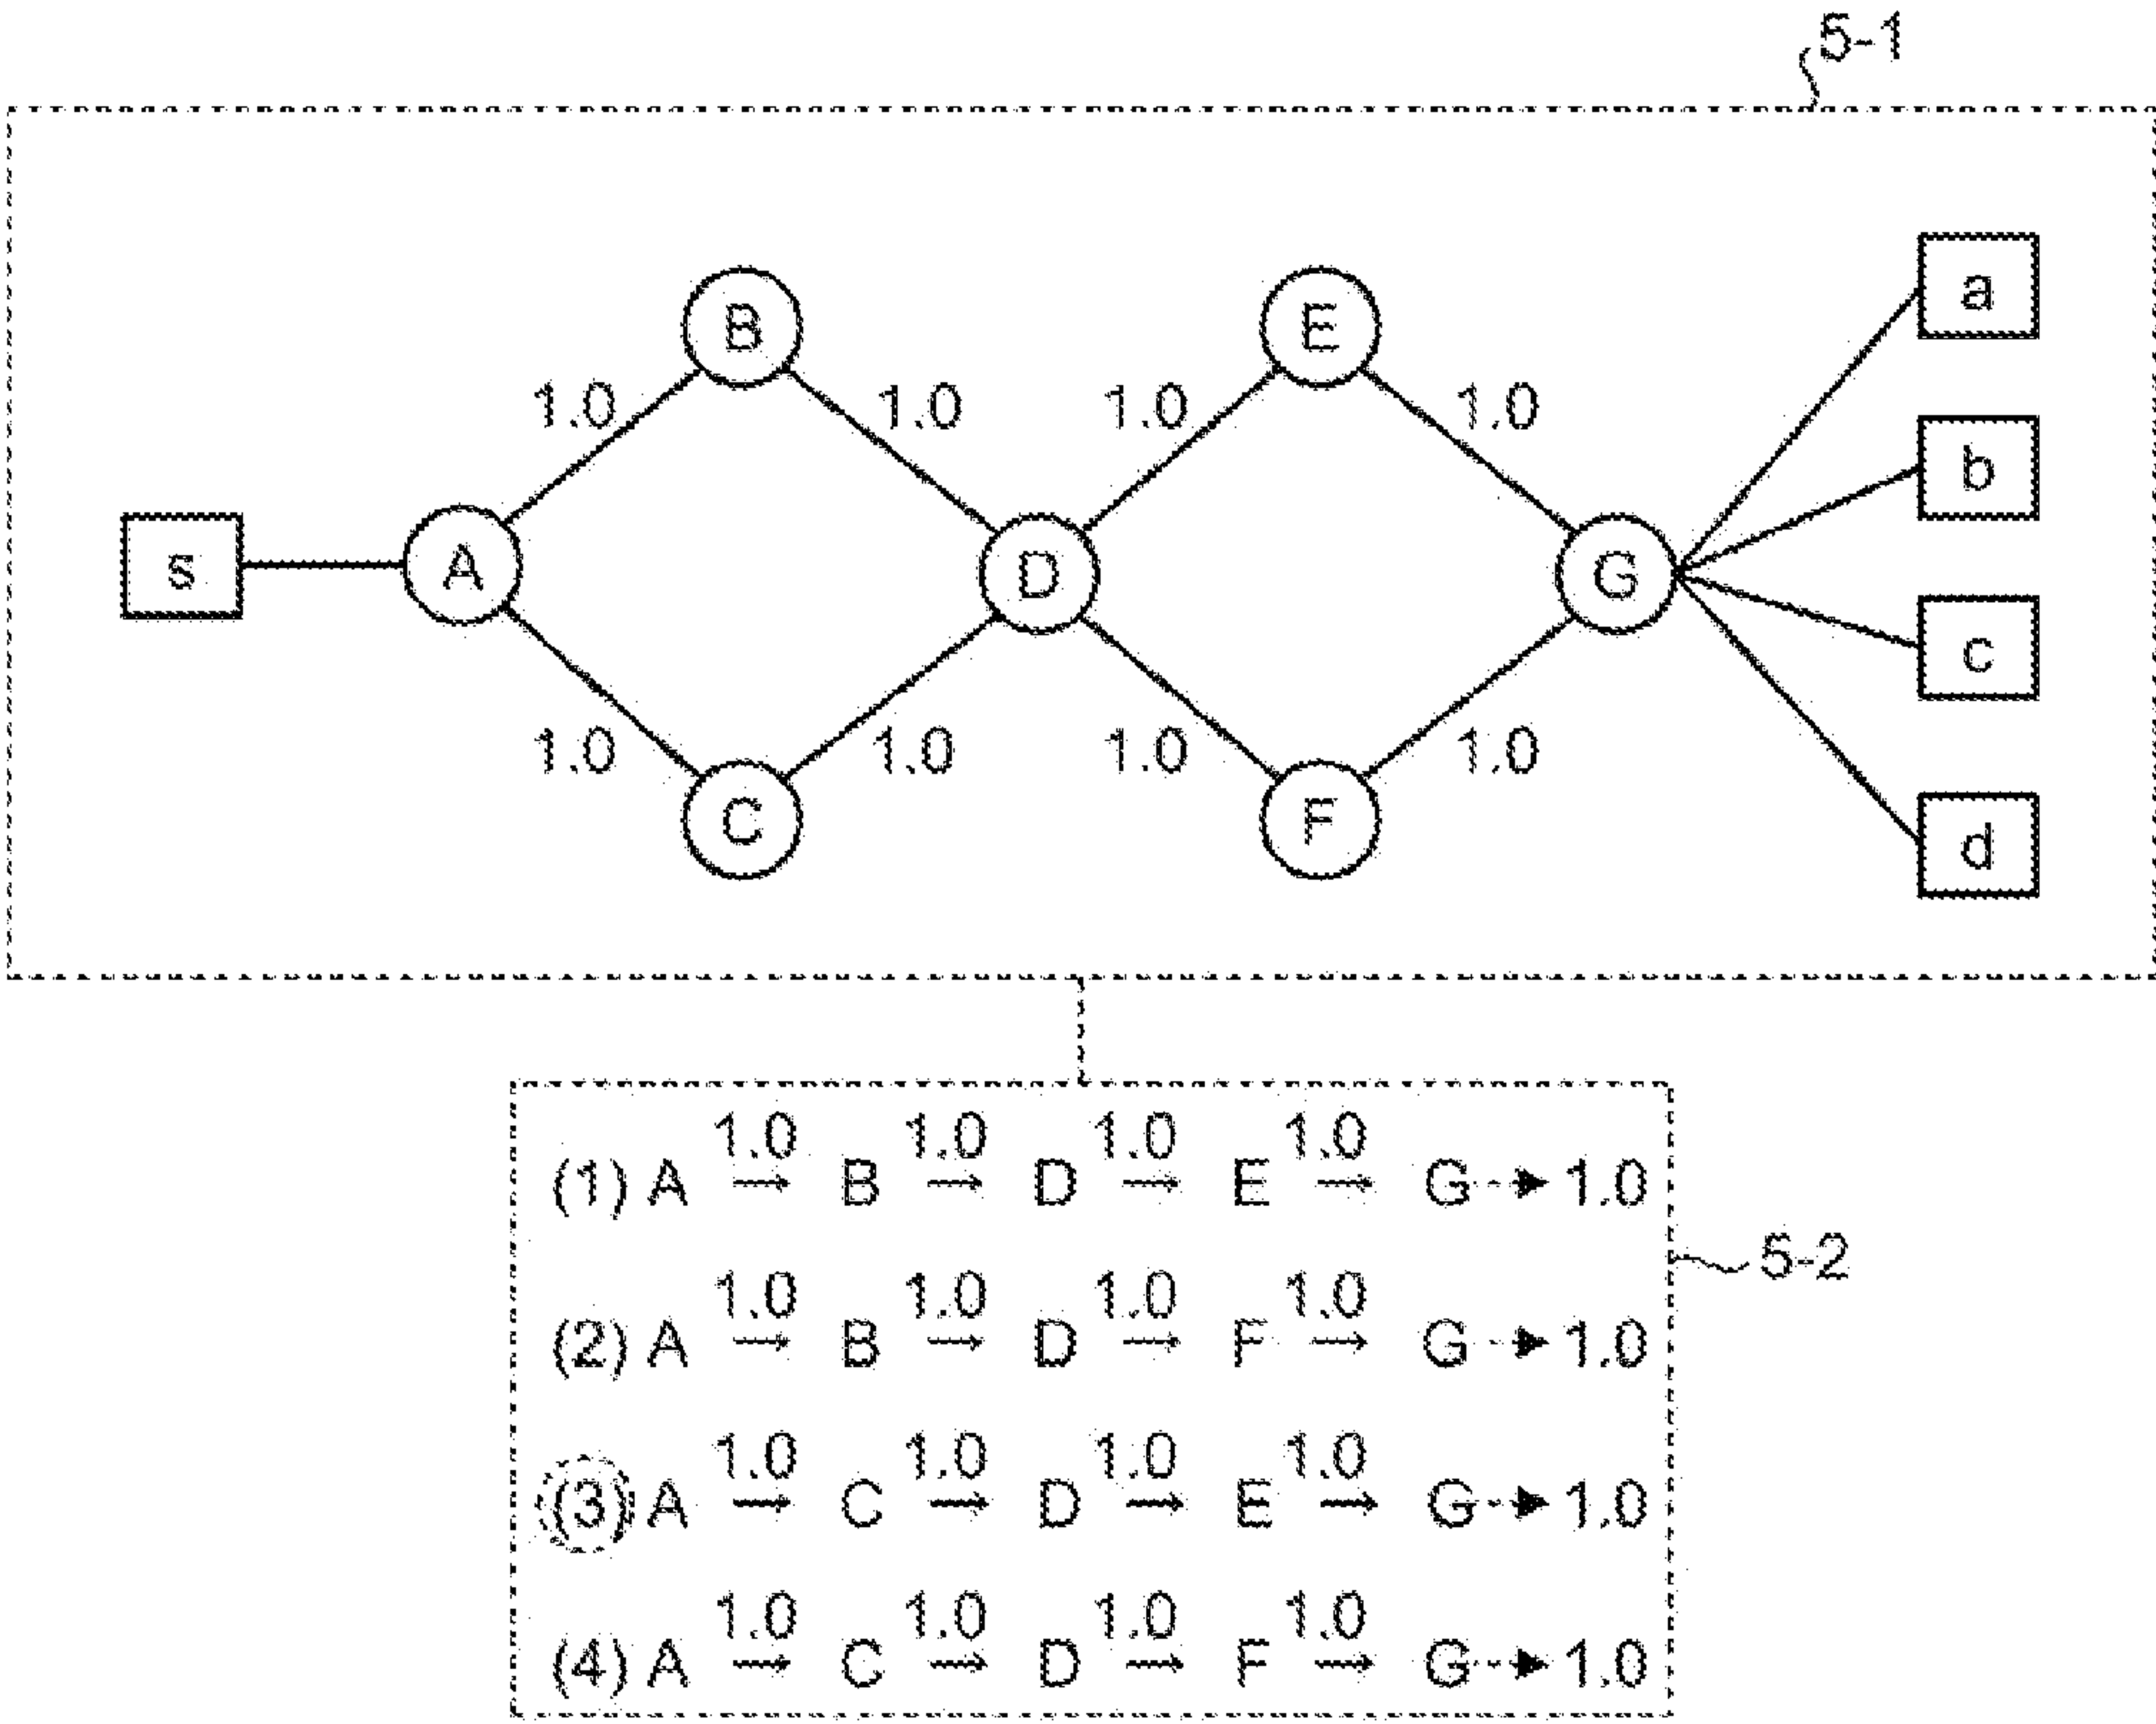 5-1
B E a
1.0 1.0 1.0 1.0
b
s A D G
c
1.0 1.0 1.0 1.0
C F d
1.0 1.0 1.0 1.0
(1) A → B → D → E → G ⇢ 1.0
5-2
1.0 1.0 1.0 1.0
(2) A → B → D → F → G ⇢ 1.0
1.0 1.0 1.0 1.0
(3) A → C → D → E → G ⇢ 1.0
1.0 1.0 1.0 1.0
(4) A → C → D → F → G ⇢ 1.0